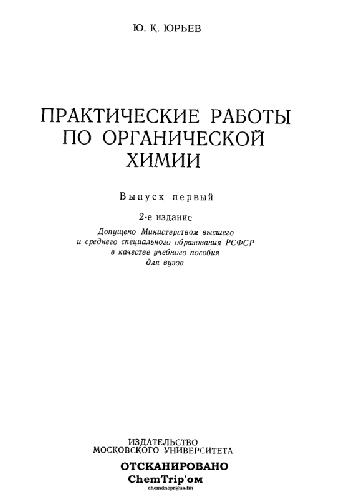 Ю. К. ЮРЬЕВ
ПРАКТИЧЕСКИЕ РАБОТЫ
ПО ОРГАНИЧЕСКОЙ
ХИМИИ
Выпуск первый
2-е издание
Допущено Министерством высшего
и среднего специального образования РСФСР
в качестве учебного пособия
для вузов
ИЗДАТЕЛЬСТВО
МОСКОВСКОГО УНИВЕРСИТЕТА
ОТСКАНИРОВАНО
ChemTrip'ом